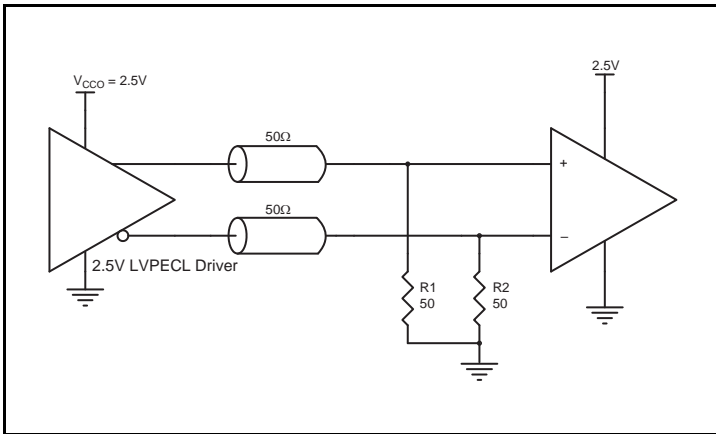 V_CCO = 2.5V
2.5V
50Ω
+
50Ω
–
2.5V LVPECL Driver
R1
50
R2
50